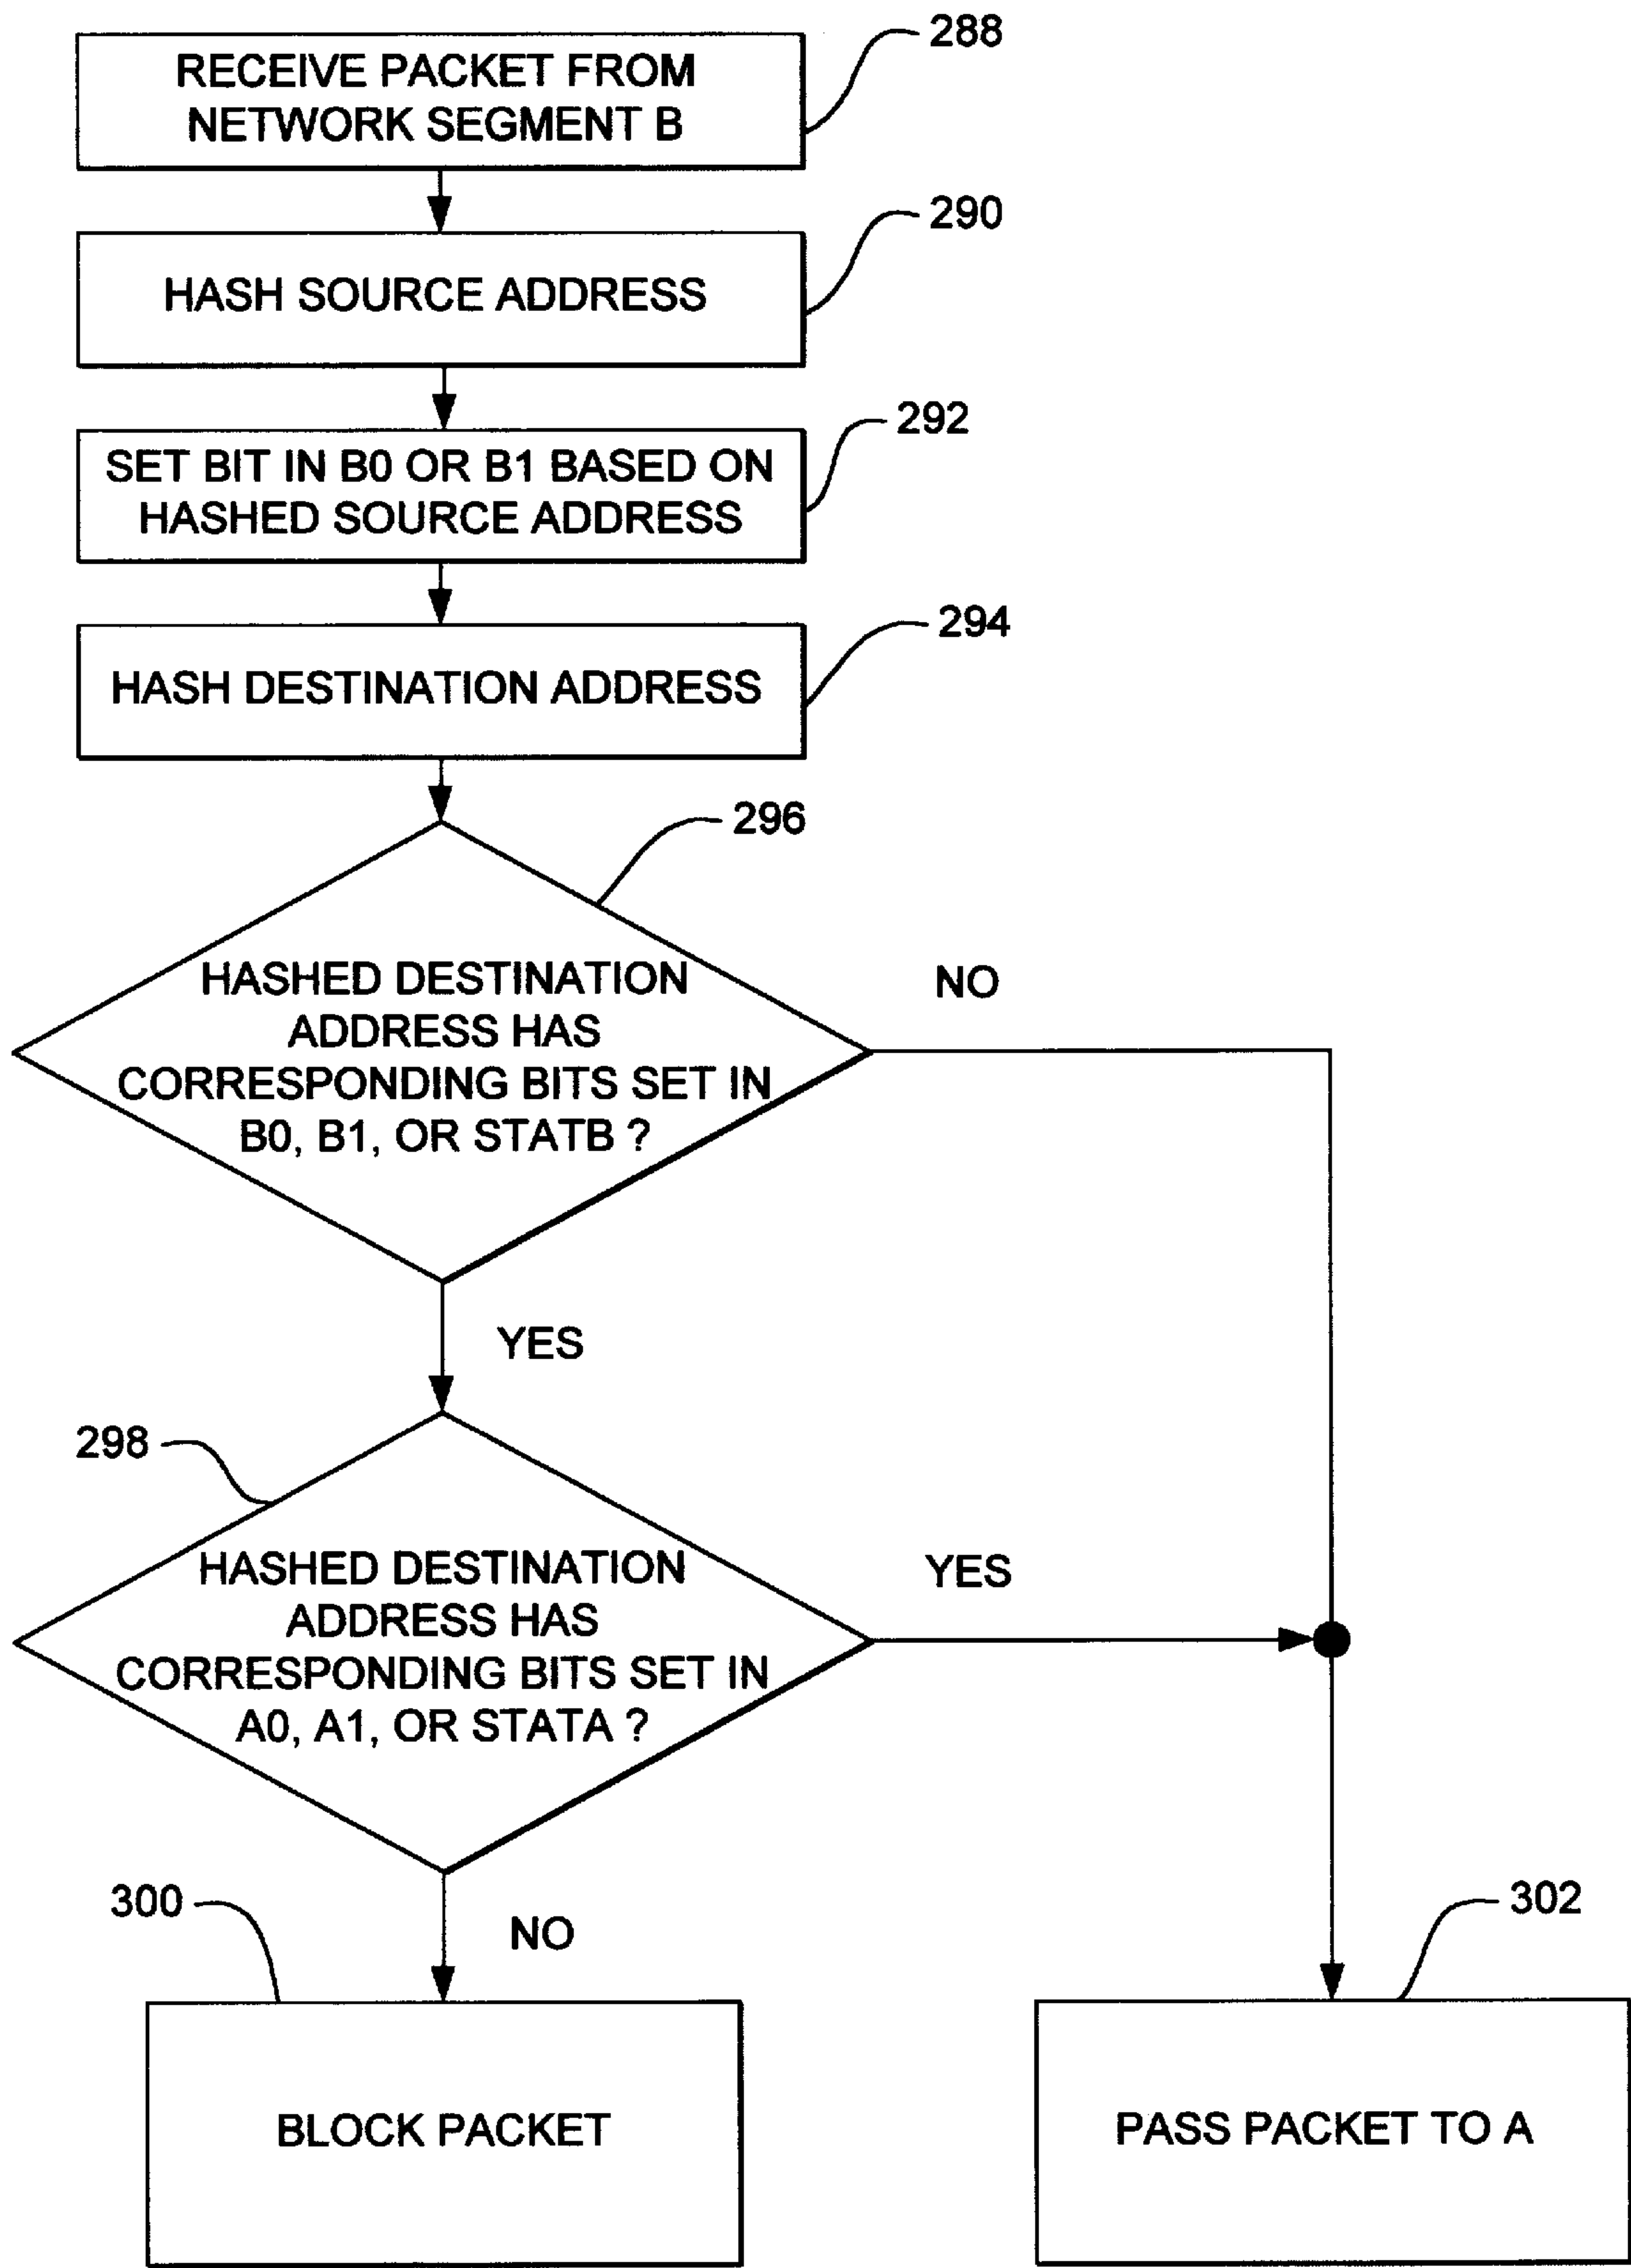 288
RECEIVE PACKET FROM
NETWORK SEGMENT B
290
HASH SOURCE ADDRESS
292
SET BIT IN B0 OR B1 BASED ON
HASHED SOURCE ADDRESS
294
HASH DESTINATION ADDRESS
296
HASHED DESTINATION
ADDRESS HAS
CORRESPONDING BITS SET IN
B0, B1, OR STATB ?
NO
YES
298
HASHED DESTINATION
ADDRESS HAS
CORRESPONDING BITS SET IN
A0, A1, OR STATA ?
YES
NO
300
BLOCK PACKET
302
PASS PACKET TO A